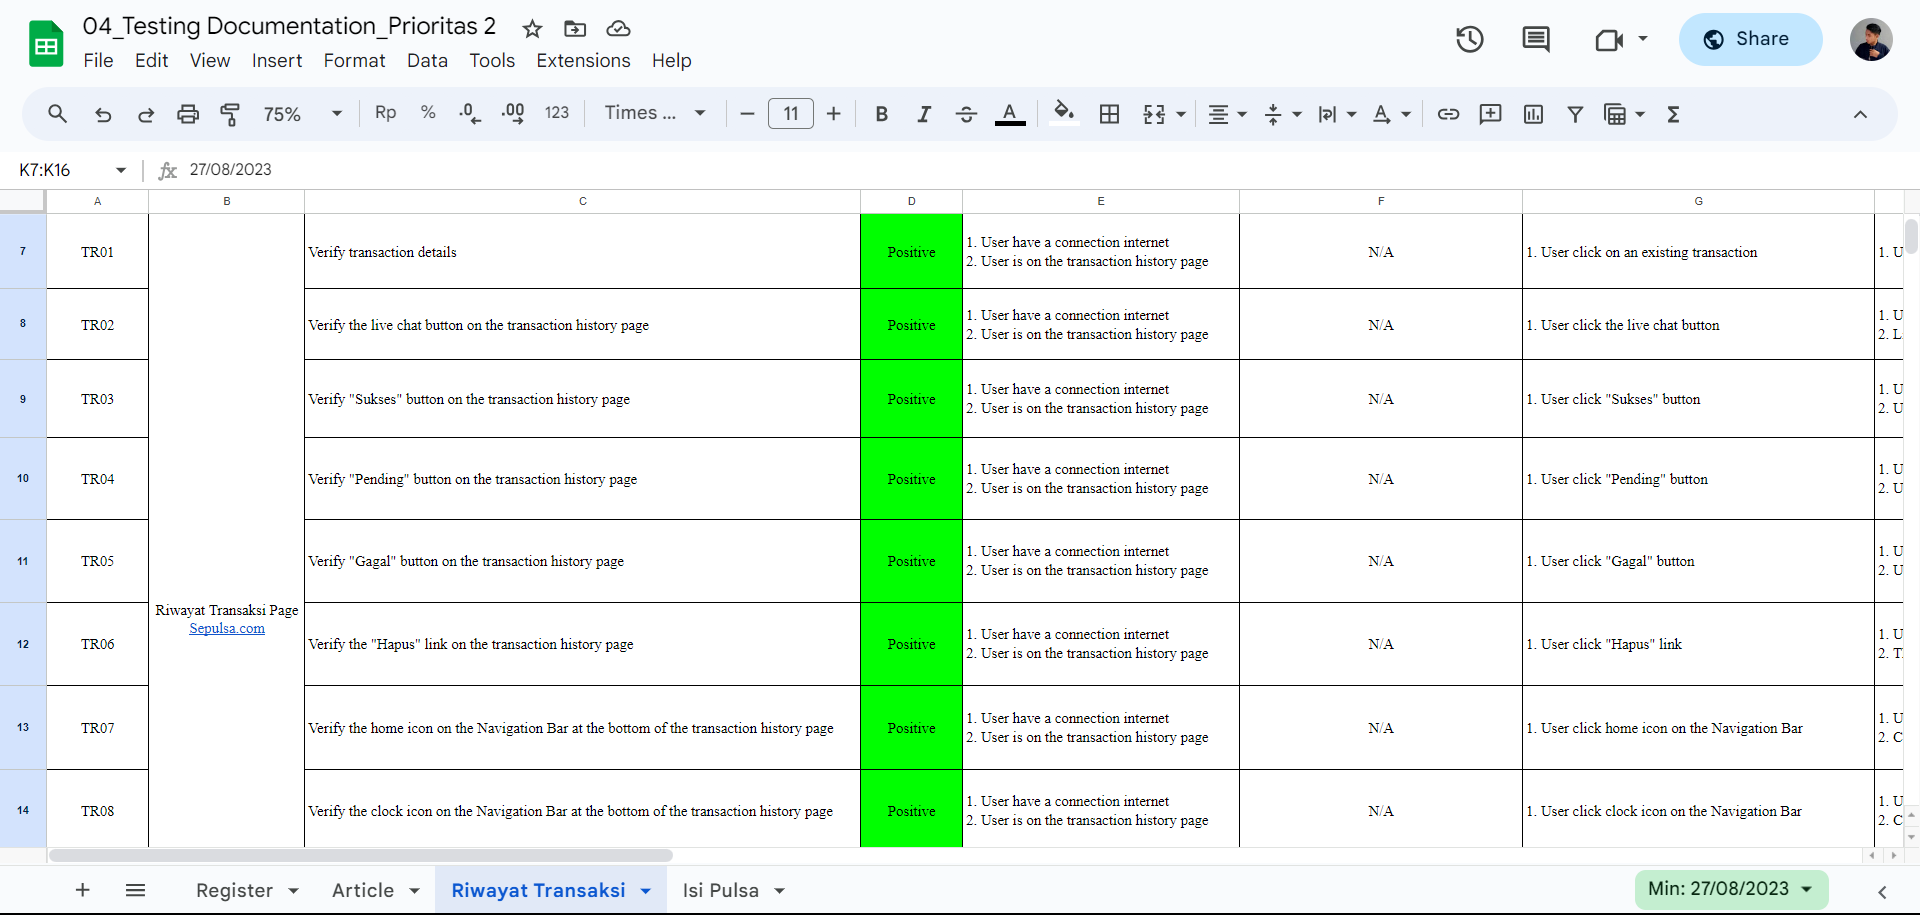 04_Testing Documentation_Prioritas 2
File Edit View Insert Format Data Tools Extensions Help
Share
75% Rp % .0 .00 123 Times ... 11 B I A
K7:K16 fx 27/08/2023
A B C D E F G
7 TR01 Verify transaction details Positive 1. User have a connection internet N/A 1. User click on an existing transaction 1. U
2. User is on the transaction history page
8 TR02 Verify the live chat button on the transaction history page Positive 1. User have a connection internet N/A 1. User click the live chat button 1. U
2. User is on the transaction history page 2. L
9 TR03 Verify "Sukses" button on the transaction history page Positive 1. User have a connection internet N/A 1. User click "Sukses" button 1. U
2. User is on the transaction history page 2. U
10 TR04 Verify "Pending" button on the transaction history page Positive 1. User have a connection internet N/A 1. User click "Pending" button 1. U
2. User is on the transaction history page 2. U
11 TR05 Verify "Gagal" button on the transaction history page Positive 1. User have a connection internet N/A 1. User click "Gagal" button 1. U
2. User is on the transaction history page 2. U
Riwayat Transaksi Page
Sepulsa.com
12 TR06 Verify the "Hapus" link on the transaction history page Positive 1. User have a connection internet N/A 1. User click "Hapus" link 1. U
2. User is on the transaction history page 2. T
13 TR07 Verify the home icon on the Navigation Bar at the bottom of the transaction history page Positive 1. User have a connection internet N/A 1. User click home icon on the Navigation Bar 1. U
2. User is on the transaction history page 2. C
14 TR08 Verify the clock icon on the Navigation Bar at the bottom of the transaction history page Positive 1. User have a connection internet N/A 1. User click clock icon on the Navigation Bar 1. U
2. User is on the transaction history page 2. C
Register Article Riwayat Transaksi Isi Pulsa Min: 27/08/2023